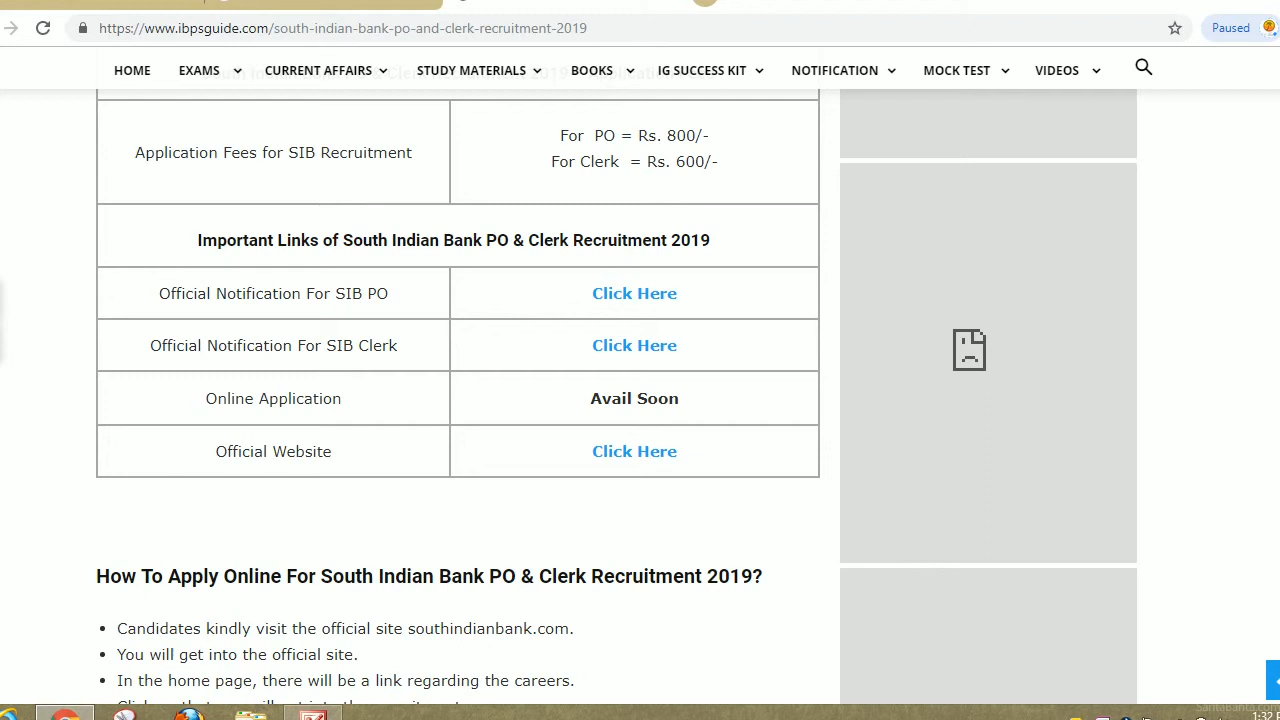 https://www.ibpsguide.com/south-indian-bank-po-and-clerk-recruitment-2019
Paused
HOME EXAMS CURRENT AFFAIRS STUDY MATERIALS BOOKS IG SUCCESS KIT NOTIFICATION MOCK TEST VIDEOS
Application Fees for SIB Recruitment
For PO = Rs. 800/-
For Clerk = Rs. 600/-
Important Links of South Indian Bank PO & Clerk Recruitment 2019
Official Notification For SIB PO Click Here
Official Notification For SIB Clerk Click Here
Online Application Avail Soon
Official Website Click Here
How To Apply Online For South Indian Bank PO & Clerk Recruitment 2019?
• Candidates kindly visit the official site southindianbank.com.
• You will get into the official site.
• In the home page, there will be a link regarding the careers.
SantaBanta.com
1:32 P